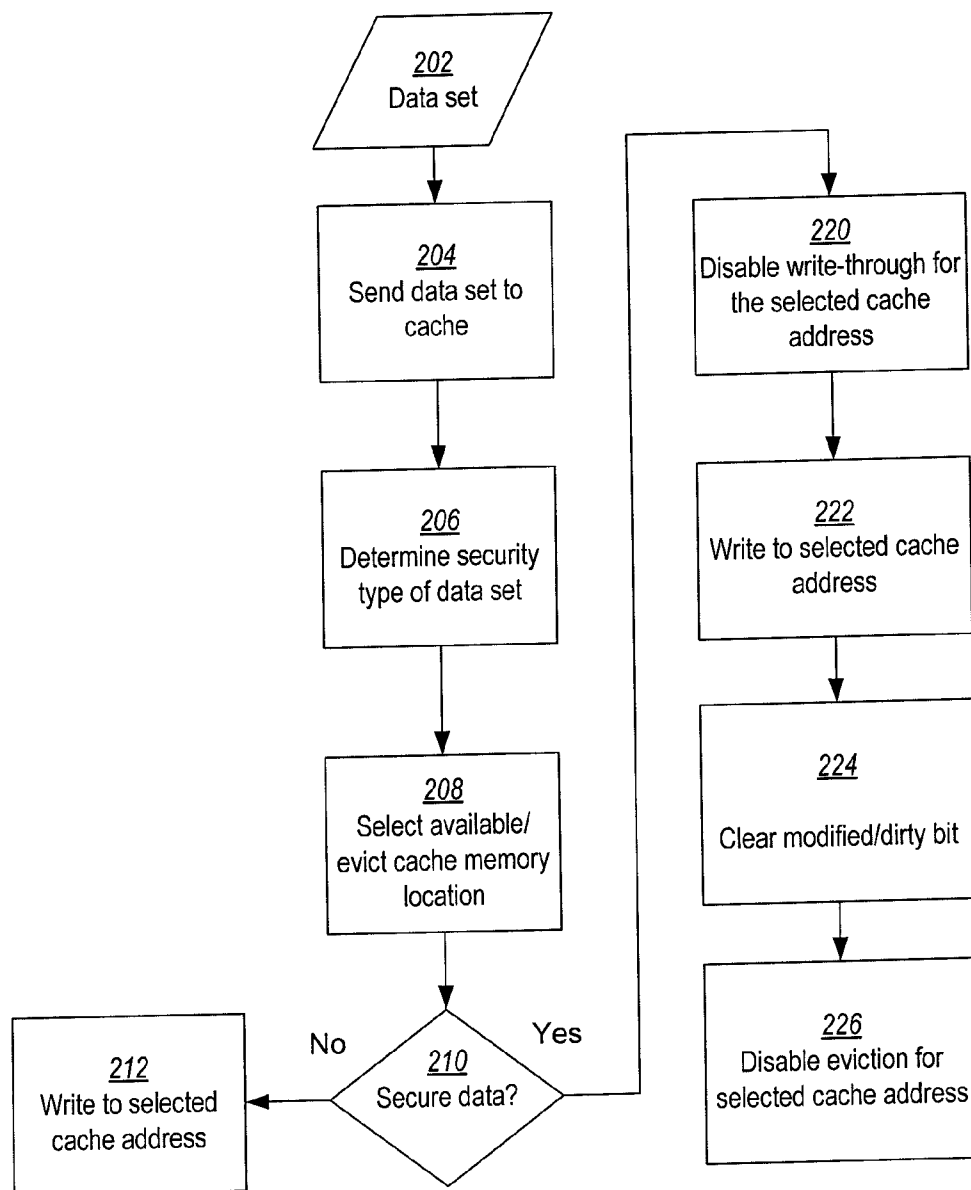 202
Data set
204
Send data set to
cache
206
Determine security
type of data set
208
Select available/
evict cache memory
location
210
Secure data?
No
Yes
212
Write to selected
cache address
220
Disable write-through for
the selected cache
address
222
Write to selected cache
address
224
Clear modified/dirty bit
226
Disable eviction for
selected cache address